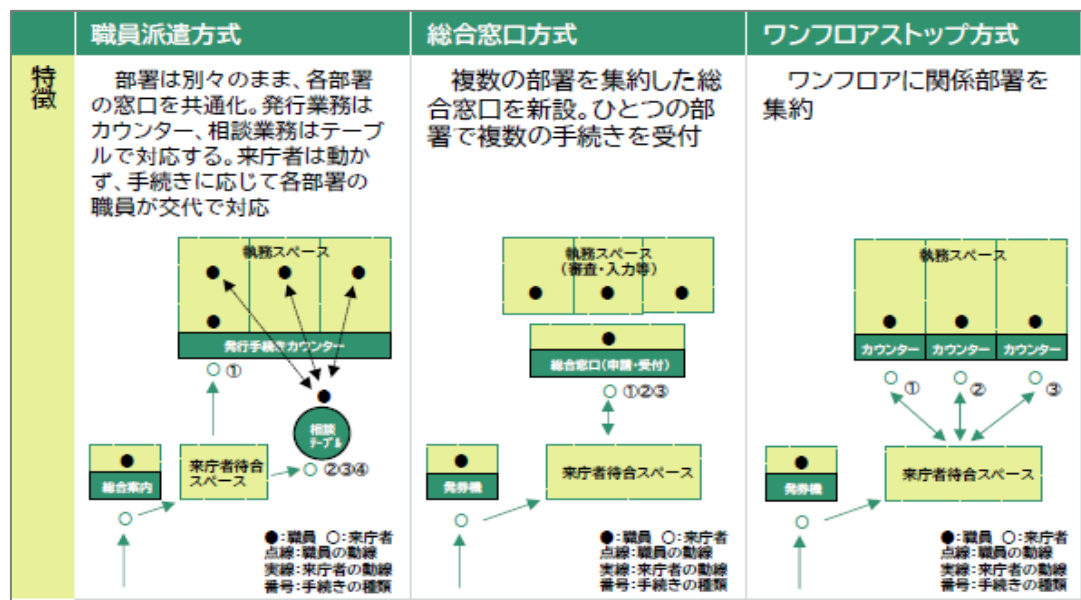 職員派遣方式
総合窓口方式
ワンフロアストップ方式
特徴
部署は別々のまま、各部署
の窓口を共通化。発行業務は
カウンター、相談業務はテーブ
ルで対応する。来庁者は動か
ず、手続きに応じて各部署の
職員が交代で対応
複数の部署を集約した総
合窓口を新設。ひとつの部
署で複数の手続きを受付
ワンフロアに関係部署を
集約
執務スペース
発行手続きカウンター
①
相談
テーブル
②③④
総合案内
来庁者待合
スペース
●:職員 ○:来庁者
点線:職員の動線
実線:来庁者の動線
番号:手続きの種類
執務スペース
(審査・入力等)
総合窓口(申請・受付)
①②③
発券機
来庁者待合スペース
●:職員 ○:来庁者
点線:職員の動線
実線:来庁者の動線
番号:手続きの種類
執務スペース
カウンター カウンター カウンター
① ② ③
発券機
来庁者待合スペース
●:職員 ○:来庁者
点線:職員の動線
実線:来庁者の動線
番号:手続きの種類